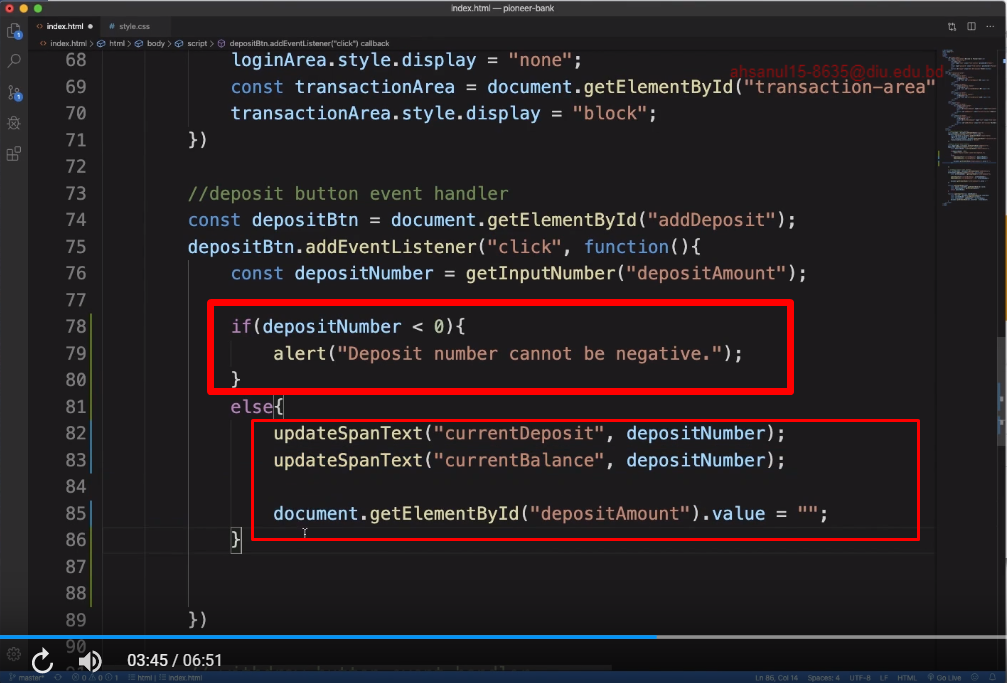 index.html — pioneer-bank
index.html ● # style.css
index.html > html > body > script > depositBtn.addEventListener("click") callback
68 loginArea.style.display = "none";
ahsanul15-8635@diu.edu.bd
69 const transactionArea = document.getElementById("transaction-area"
70 transactionArea.style.display = "block";
71 })
72
73 //deposit button event handler
74 const depositBtn = document.getElementById("addDeposit");
75 depositBtn.addEventListener("click", function(){
76 const depositNumber = getInputNumber("depositAmount");
77
78 if(depositNumber < 0){
79 alert("Deposit number cannot be negative.");
80 }
81 else{
82 updateSpanText("currentDeposit", depositNumber);
83 updateSpanText("currentBalance", depositNumber);
84
85 document.getElementById("depositAmount").value = "";
86 }
87
88
89 })
90
03:45 / 06:51
master* 0 0 1 html index.html Ln 86, Col 14 Spaces: 4 UTF-8 LF HTML Go Live